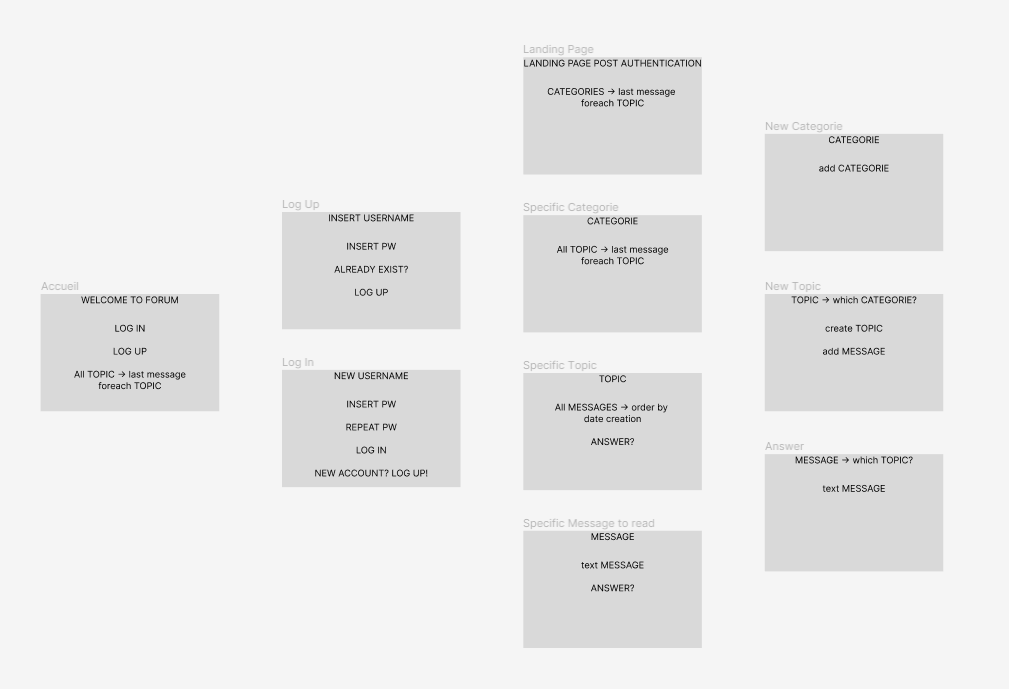 Accueil
WELCOME TO FORUM
LOG IN
LOG UP
All TOPIC → last message
foreach TOPIC
Log Up
INSERT USERNAME
INSERT PW
ALREADY EXIST?
LOG UP
Log In
NEW USERNAME
INSERT PW
REPEAT PW
LOG IN
NEW ACCOUNT? LOG UP!
Landing Page
LANDING PAGE POST AUTHENTICATION
CATEGORIES → last message
foreach TOPIC
Specific Categorie
CATEGORIE
All TOPIC → last message
foreach TOPIC
Specific Topic
TOPIC
All MESSAGES → order by
date creation
ANSWER?
Specific Message to read
MESSAGE
text MESSAGE
ANSWER?
New Categorie
CATEGORIE
add CATEGORIE
New Topic
TOPIC → which CATEGORIE?
create TOPIC
add MESSAGE
Answer
MESSAGE → which TOPIC?
text MESSAGE